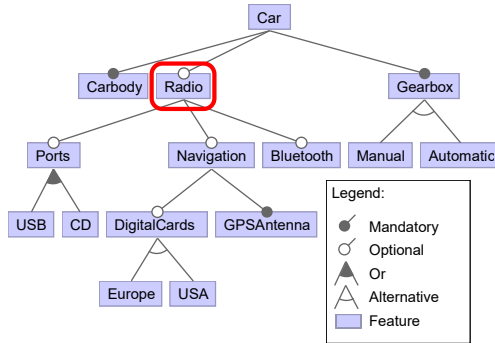 Car
Carbody
Radio
Gearbox
Ports
Navigation
Bluetooth
Manual
Automatic
USB
CD
DigitalCards
GPSAntenna
Europe
USA
Legend:
Mandatory
Optional
Or
Alternative
Feature